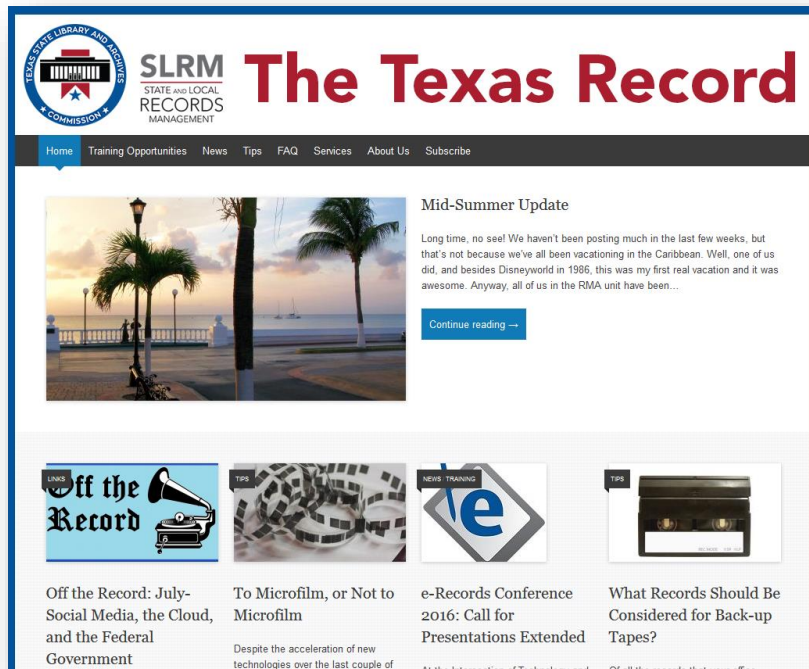 TEXAS STATE LIBRARY AND ARCHIVES
COMMISSION
SLRM
STATE AND LOCAL
RECORDS
MANAGEMENT
The Texas Record
Home Training Opportunities News Tips FAQ Services About Us Subscribe
Mid-Summer Update
Long time, no see! We haven't been posting much in the last few weeks, but
that's not because we've all been vacationing in the Caribbean. Well, one of us
did, and besides Disneyworld in 1986, this was my first real vacation and it was
awesome. Anyway, all of us in the RMA unit have been…
Continue reading →
LINKS
Off the
Record
TIPS
NEWS TRAINING
e
TIPS
Off the Record: July-
Social Media, the Cloud,
and the Federal
Government
To Microfilm, or Not to
Microfilm
Despite the acceleration of new
technologies over the last couple of
e-Records Conference
2016: Call for
Presentations Extended
What Records Should Be
Considered for Back-up
Tapes?